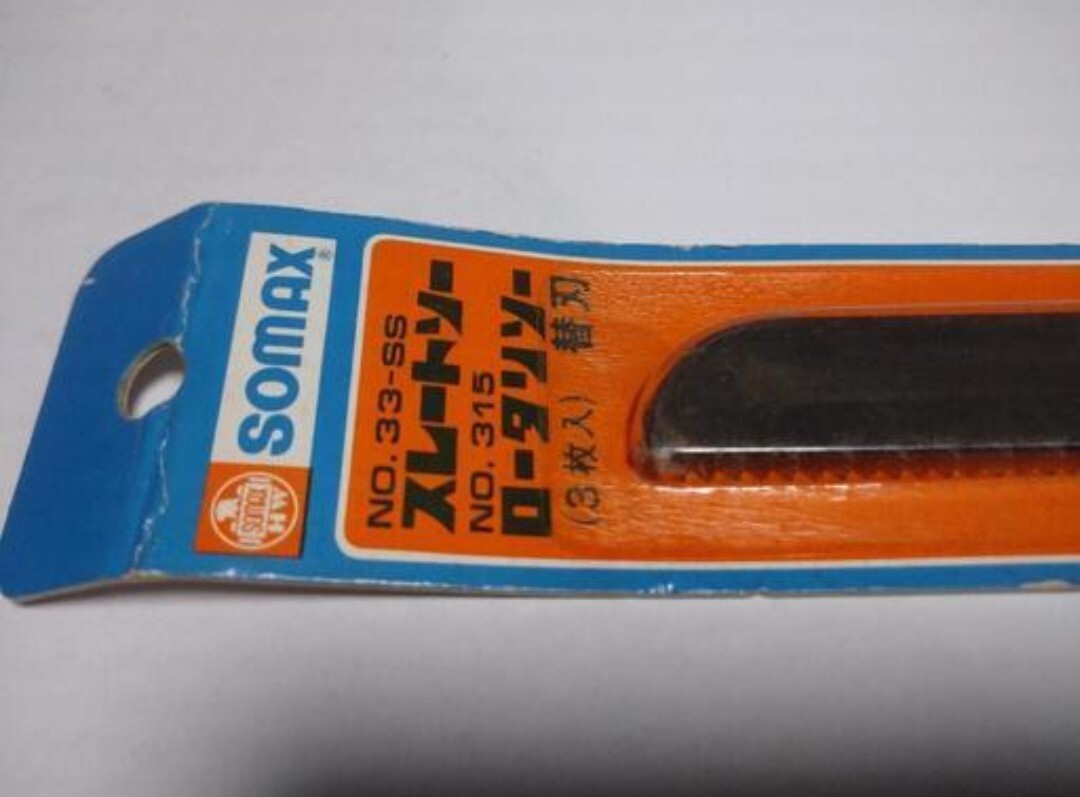 SOMAX®
NO. 33-SS
スレートソー
NO. 315
ロータリソー
替刃
(3枚入)